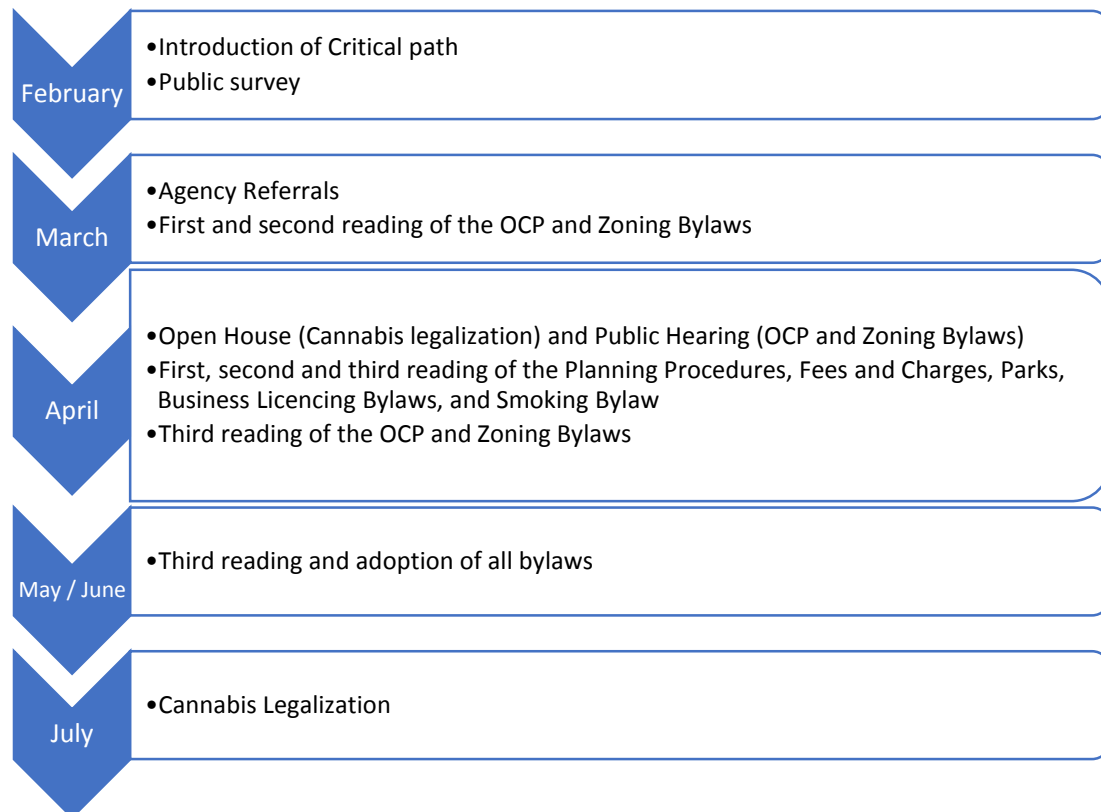 February
•Introduction of Critical path
•Public survey
March
•Agency Referrals
•First and second reading of the OCP and Zoning Bylaws
April
•Open House (Cannabis legalization) and Public Hearing (OCP and Zoning Bylaws)
•First, second and third reading of the Planning Procedures, Fees and Charges, Parks,
Business Licencing Bylaws, and Smoking Bylaw
•Third reading of the OCP and Zoning Bylaws
May / June
•Third reading and adoption of all bylaws
July
•Cannabis Legalization